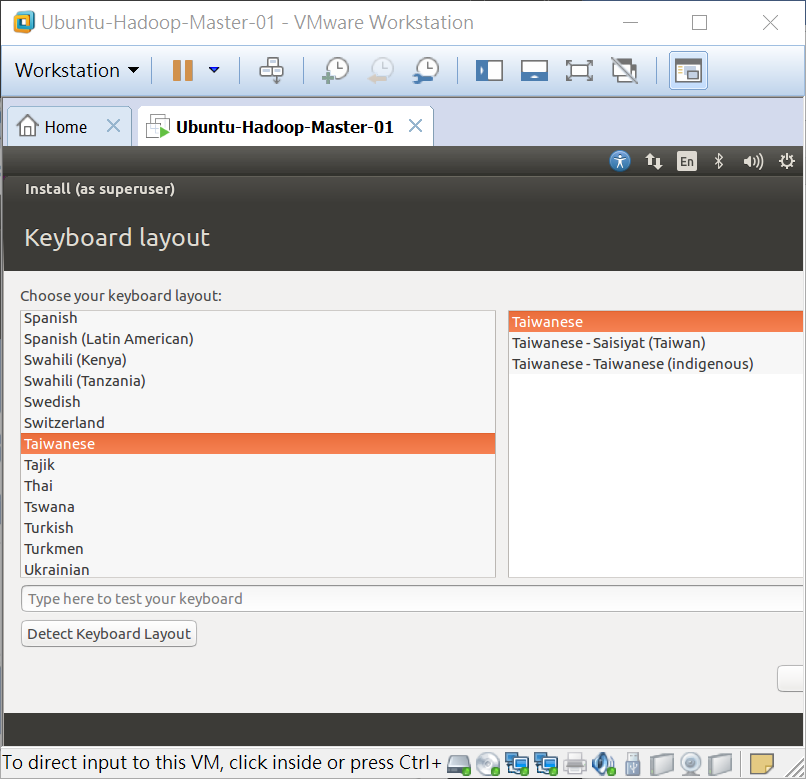 Ubuntu-Hadoop-Master-01 - VMware Workstation
Workstation
Home
Ubuntu-Hadoop-Master-01
En
Install (as superuser)
Keyboard layout
Choose your keyboard layout:
Spanish
Spanish (Latin American)
Swahili (Kenya)
Swahili (Tanzania)
Swedish
Switzerland
Taiwanese
Tajik
Thai
Tswana
Turkish
Turkmen
Ukrainian
Taiwanese
Taiwanese - Saisiyat (Taiwan)
Taiwanese - Taiwanese (indigenous)
Type here to test your keyboard
Detect Keyboard Layout
To direct input to this VM, click inside or press Ctrl+